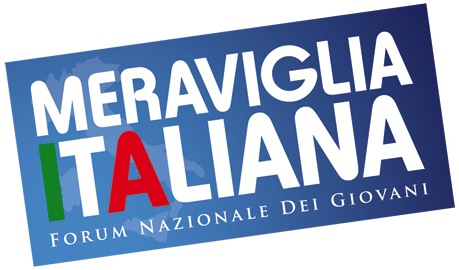 MERAVIGLIA
ITALIANA
FORUM NAZIONALE DEI GIOVANI